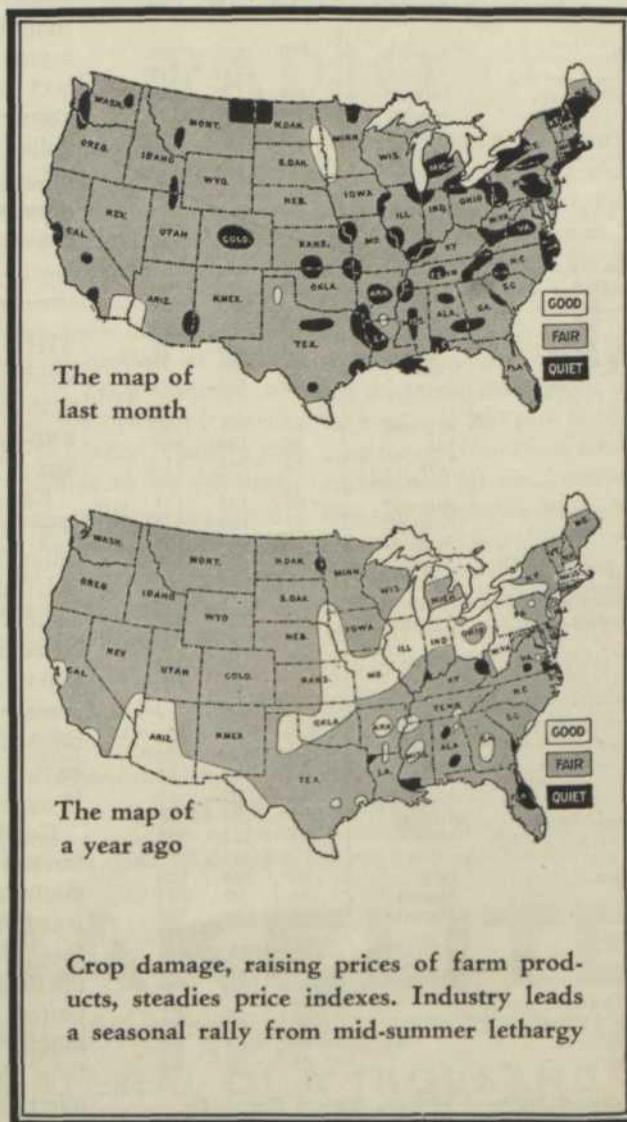 WASH.
MONT.
N.DAK.
MINN.
OREG.
IDAHO
S.DAK.
WIS.
MICH.
WYO.
IOWA
NEB.
NEV.
UTAH
COLO.
ILL
IND.
OHIO
W.VA.
VA.
CAL.
KANS.
MO.
KY
N.C.
ARIZ.
N.MEX.
OKLA.
ARK.
TENN.
S.C.
TEX.
ALA.
GA.
FLA.
GOOD
FAIR
QUIET
The map of
last month
WASH.
MONT.
N.DAK.
MINN.
OREG.
IDAHO
S.DAK.
WIS.
MICH.
N.Y.
ME.
WYO
IOWA
NEB.
NEV.
UTAH
COLO.
ILL
IND.
OHIO
PA.
W.VA.
VA.
CAL.
KANS.
MO.
KY
N.C.
ARIZ.
N.MEX.
OKLA.
ARK.
TENN.
S.C.
TEX.
LA.
MISS.
ALA.
GA.
GOOD
FAIR
QUIET
The map of
a year ago
Crop damage, raising prices of farm prod-
ucts, steadies price indexes. Industry leads
a seasonal rally from mid-summer lethargy